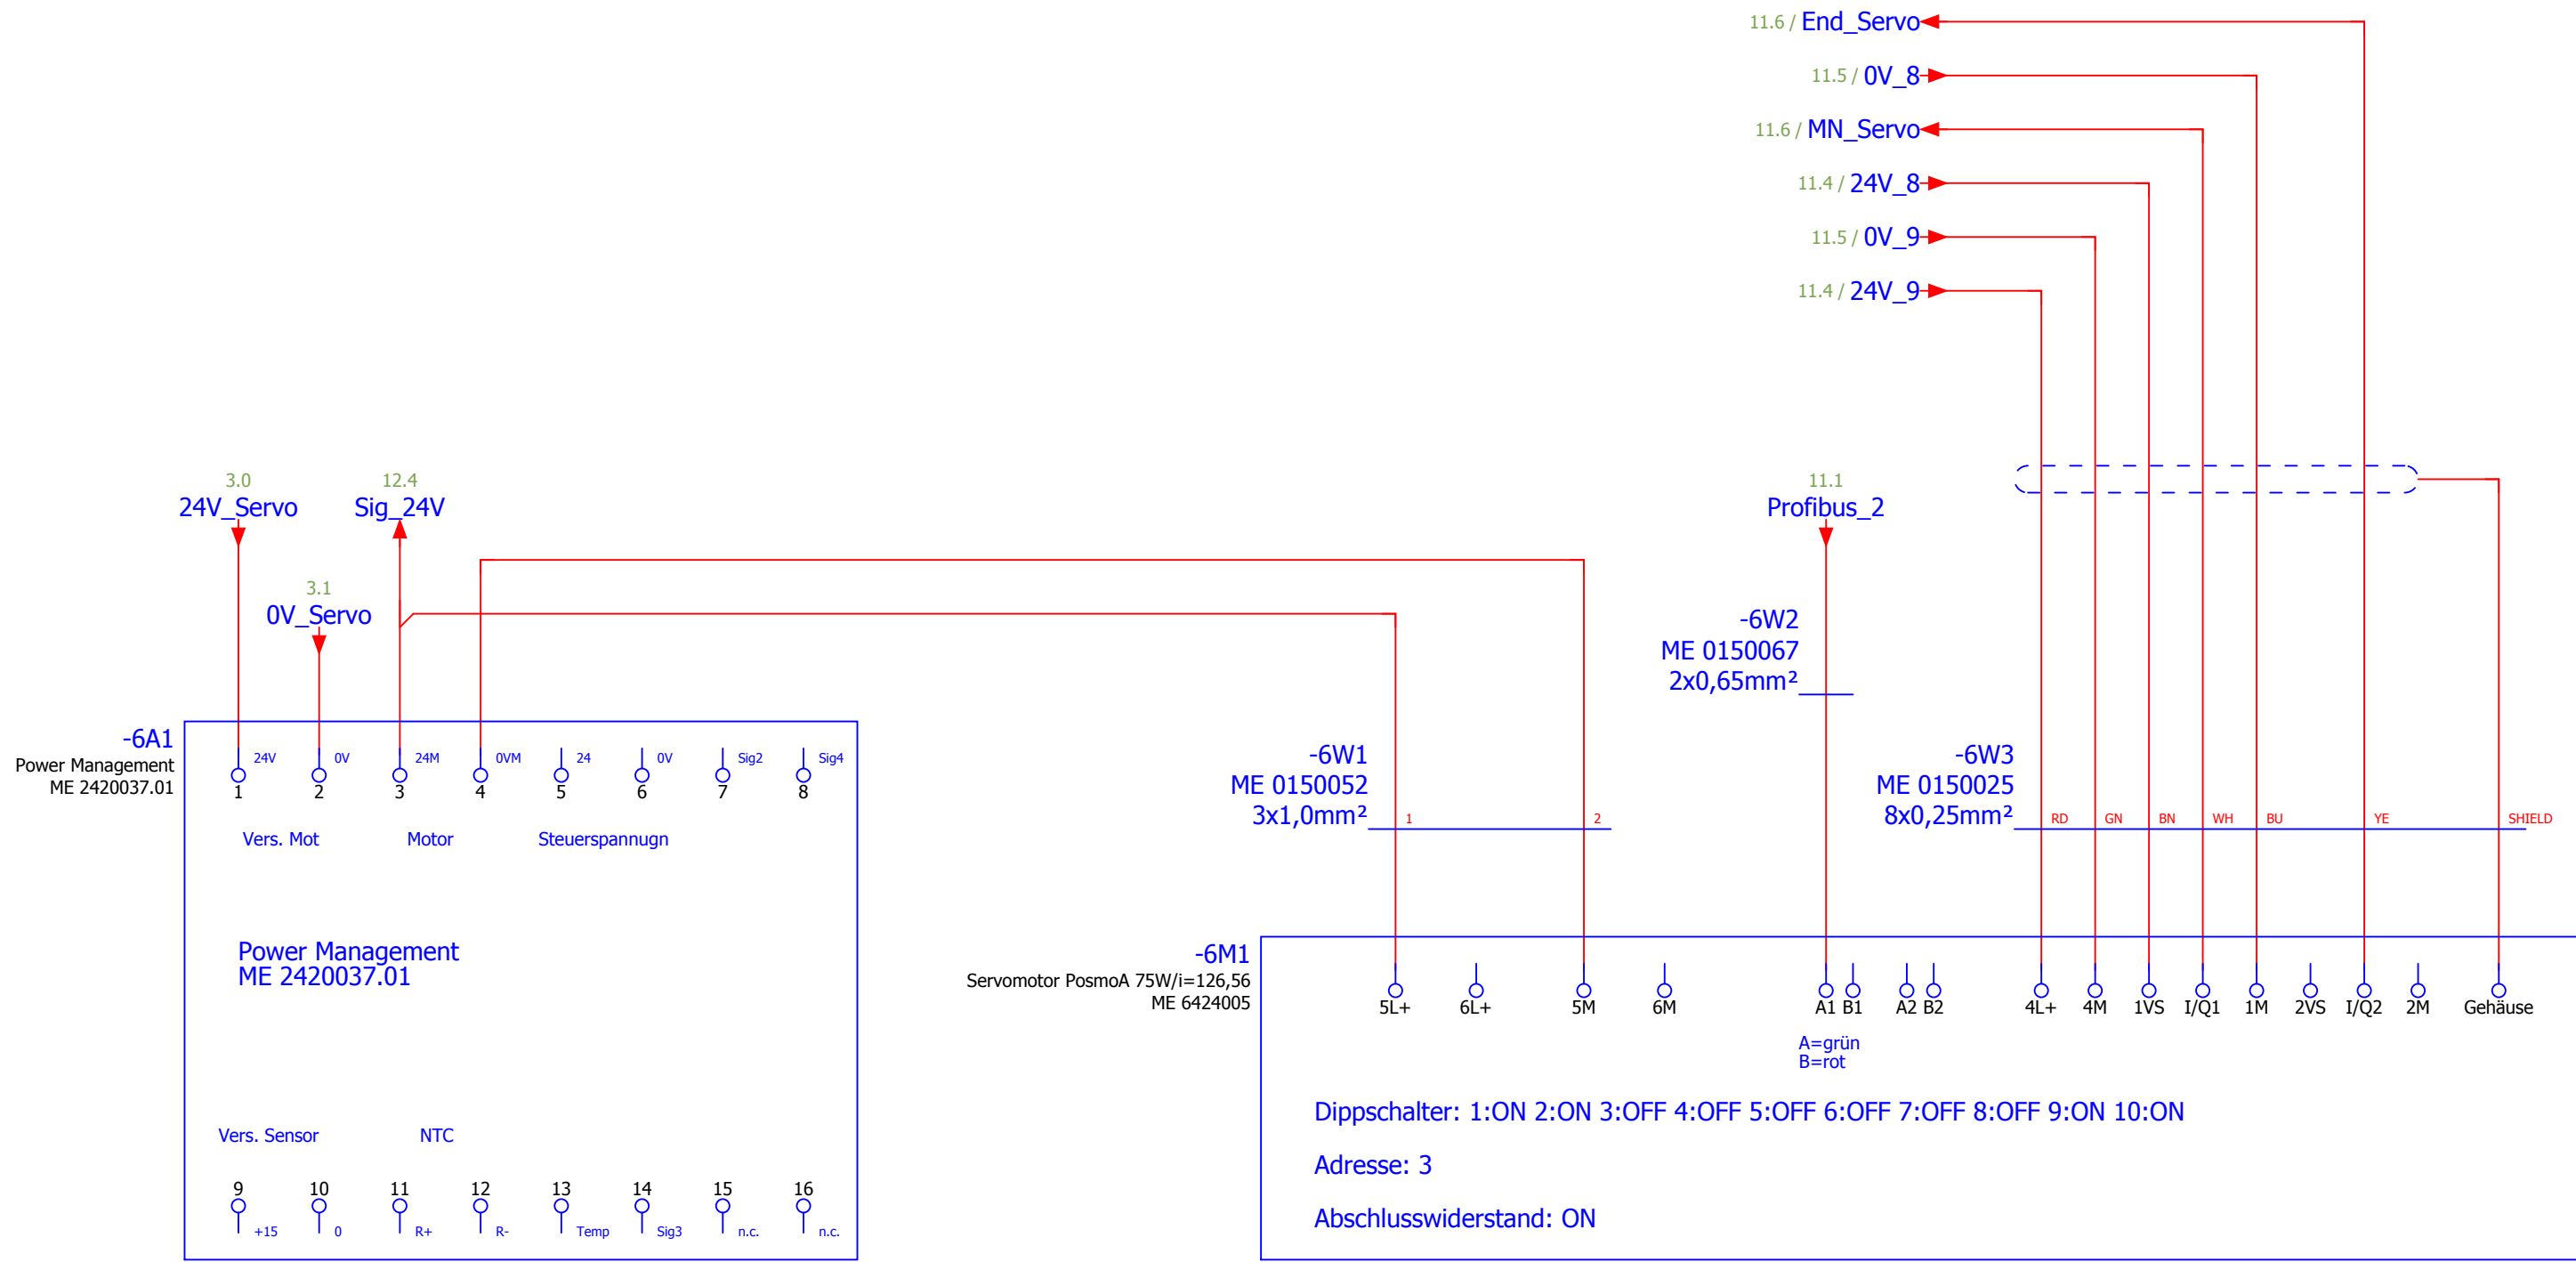 11.6 / End_Servo
11.5 / 0V_8
11.6 / MN_Servo
11.4 / 24V_8
11.5 / 0V_9
11.4 / 24V_9
3.0
24V_Servo
12.4
Sig_24V
3.1
0V_Servo
11.1
Profibus_2
-6W2
ME 0150067
2x0,65mm²
-6W1
ME 0150052
3x1,0mm²
1 2
-6W3
ME 0150025
8x0,25mm²
RD GN BN WH BU YE SHIELD
-6A1
Power Management
ME 2420037.01
24V 0V 24M 0VM 24 0V Sig2 Sig4
1 2 3 4 5 6 7 8
Vers. Mot Motor Steuerspannugn
Power Management
ME 2420037.01
Vers. Sensor NTC
9 10 11 12 13 14 15 16
+15 0 R+ R- Temp Sig3 n.c. n.c.
-6M1
Servomotor PosmoA 75W/i=126,56
ME 6424005
5L+ 6L+ 5M 6M A1 B1 A2 B2 4L+ 4M 1VS I/Q1 1M 2VS I/Q2 2M Gehäuse
A=grün
B=rot
Dippschalter: 1:ON 2:ON 3:OFF 4:OFF 5:OFF 6:OFF 7:OFF 8:OFF 9:ON 10:ON
Adresse: 3
Abschlusswiderstand: ON